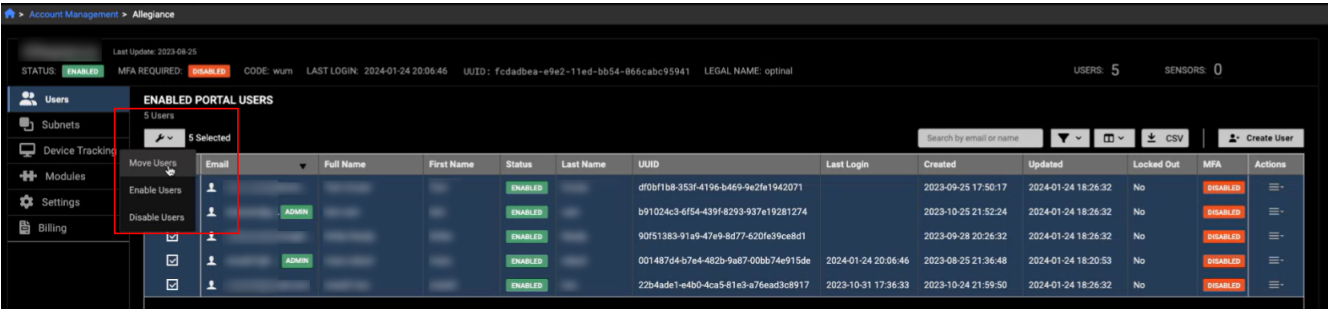 > Account Management > Allegiance
Last Update: 2023-08-25
STATUS: ENABLED MFA REQUIRED: DISABLED CODE: wum LAST LOGIN: 2024-01-24 20:06:46 UUID: fcdadbea-e9e2-11ed-bb54-066cabc95941 LEGAL NAME: optinal USERS: 5 SENSORS: 0
Users
Subnets
Device Tracking
Modules
Settings
Billing
ENABLED PORTAL USERS
5 Users
5 Selected
Search by email or name
CSV
Create User
Move Users
Enable Users
Disable Users
Email Full Name First Name Status Last Name UUID Last Login Created Updated Locked Out MFA Actions
ENABLED df0bf1b8-353f-4196-b469-9e2fe1942071 2023-09-25 17:50:17 2024-01-24 18:26:32 No DISABLED
ADMIN ENABLED b91024c3-6f54-439f-8293-937e19281274 2023-10-25 21:52:24 2024-01-24 18:26:32 No DISABLED
ENABLED 90f51383-91a9-47e9-8d77-620fe39ce8d1 2023-09-28 20:26:32 2024-01-24 18:26:32 No DISABLED
ADMIN ENABLED 001487d4-b7e4-482b-9a87-00bb74e915de 2024-01-24 20:06:46 2023-08-25 21:36:48 2024-01-24 18:20:53 No DISABLED
ENABLED 22b4ade1-e4b0-4ca5-81e3-a76ead3c8917 2023-10-31 17:36:33 2023-10-24 21:59:50 2024-01-24 18:26:32 No DISABLED